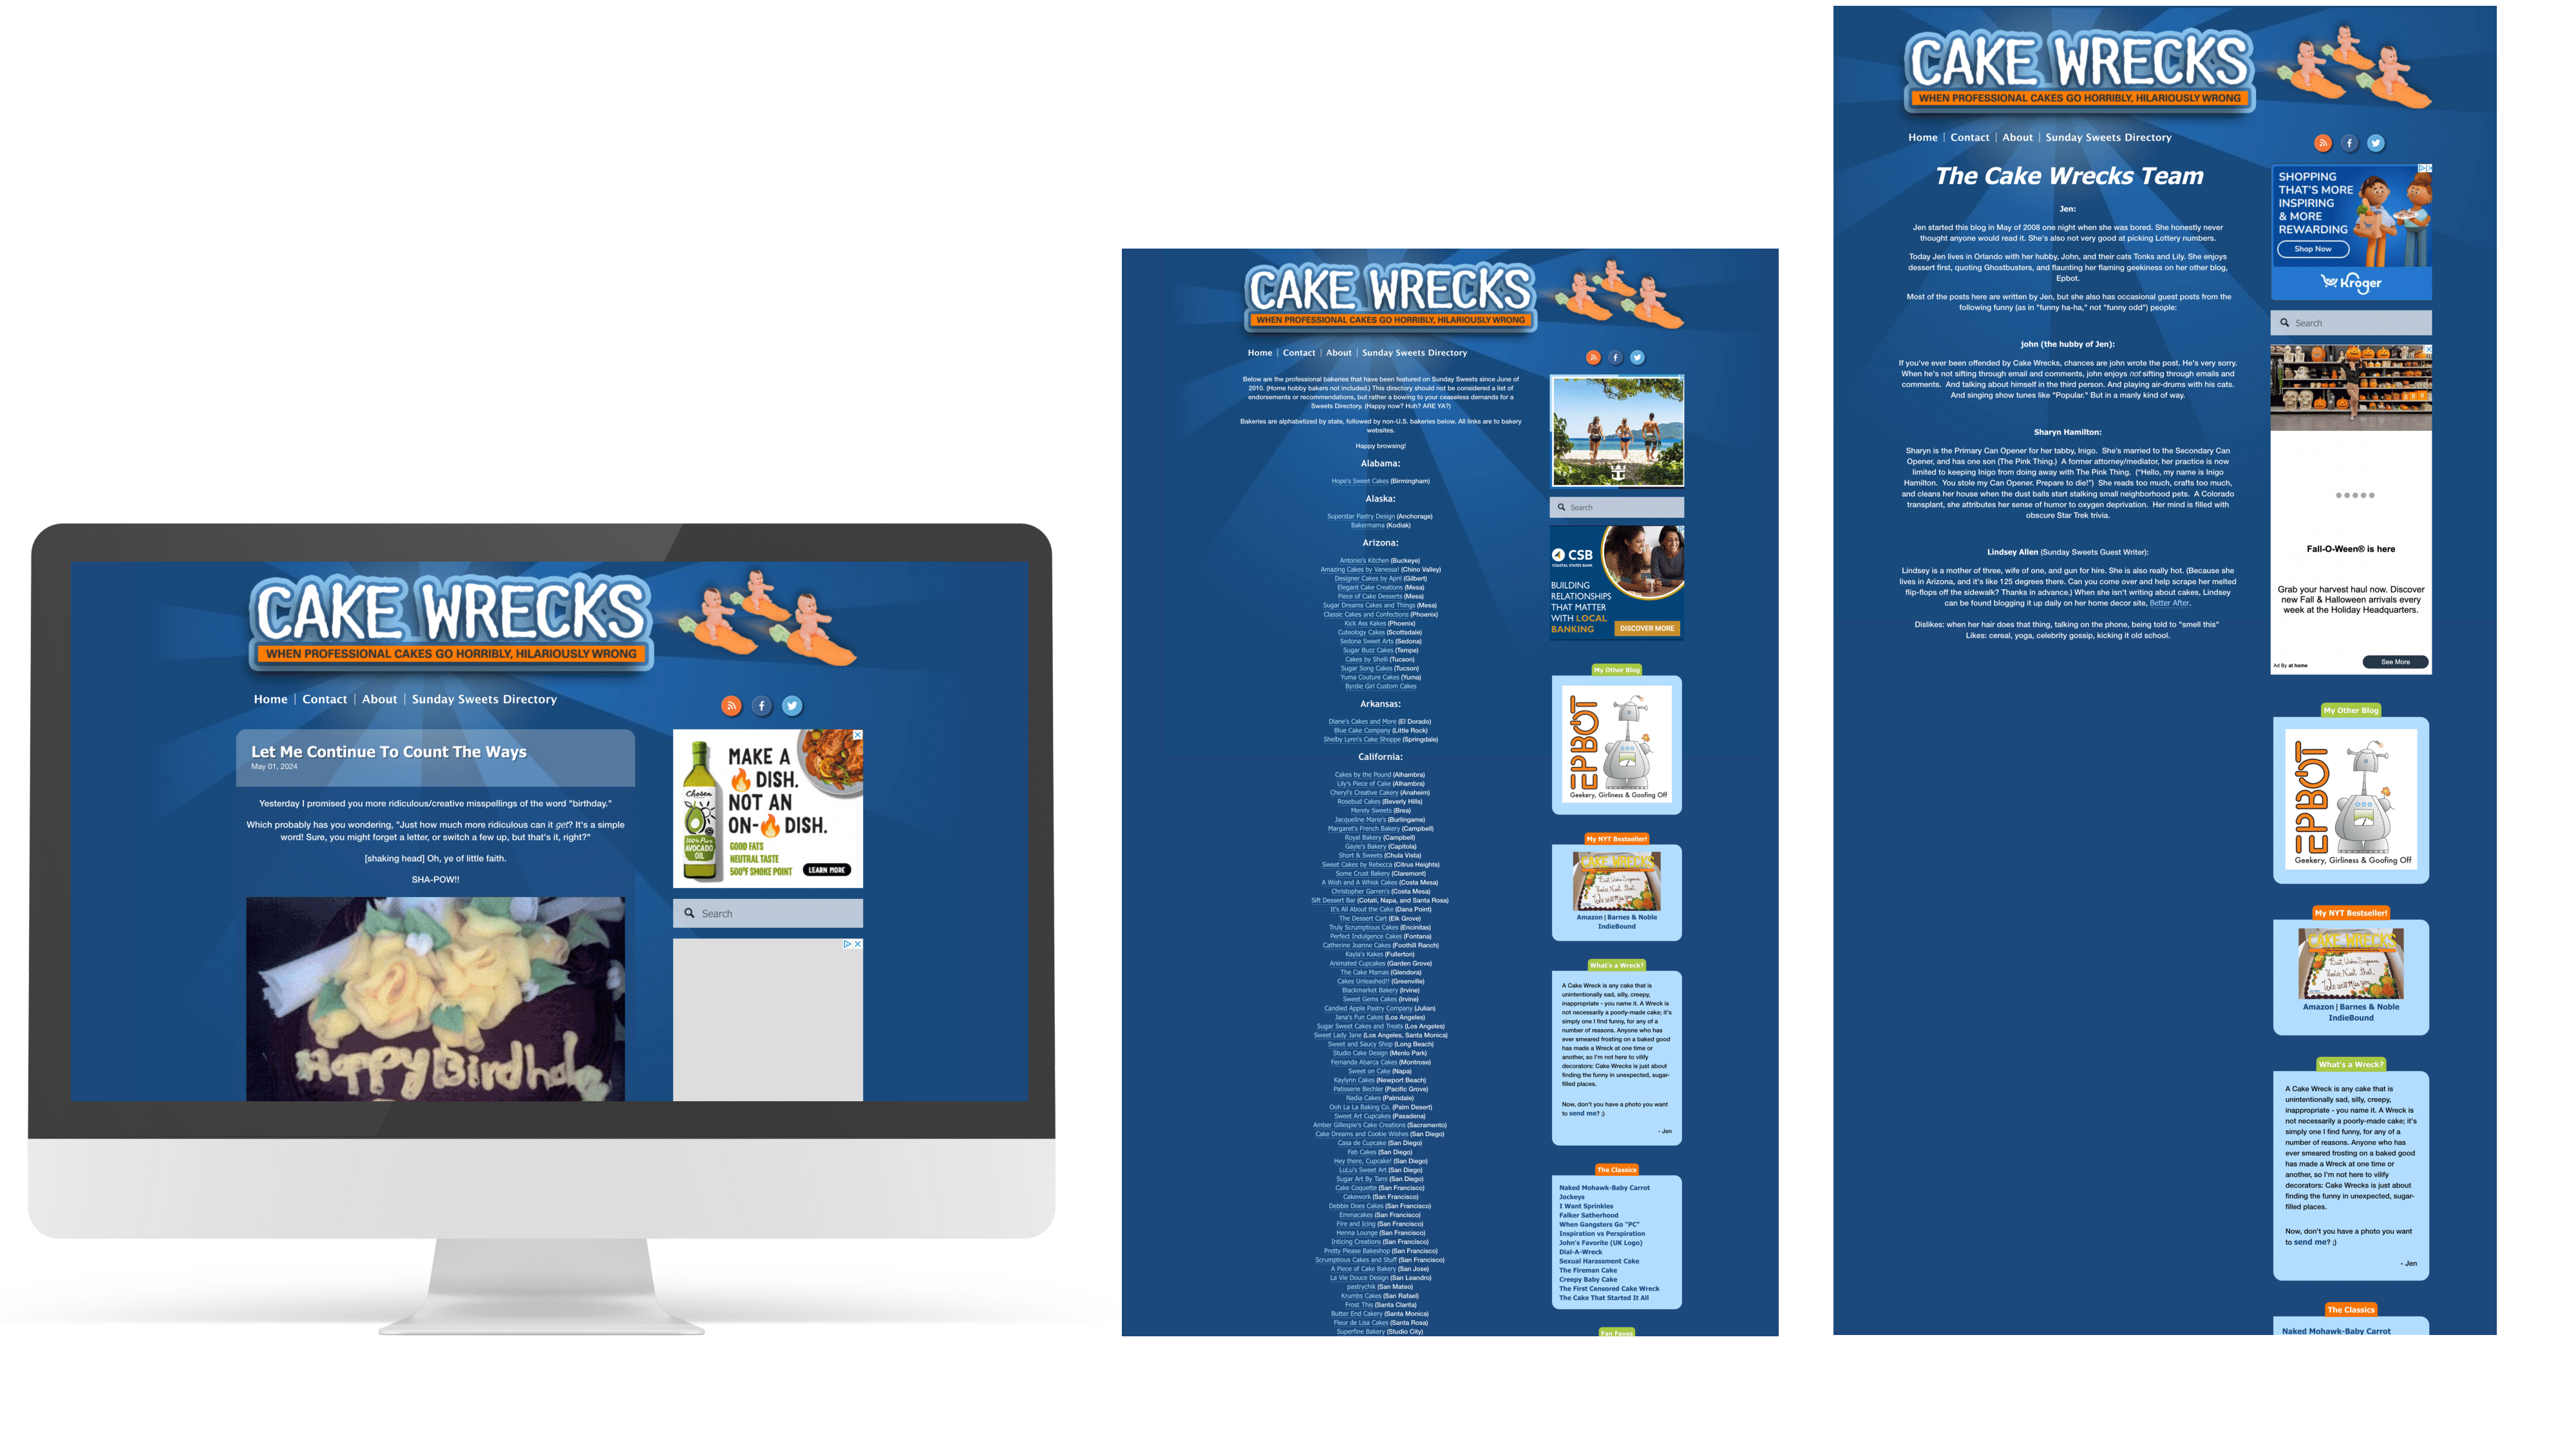 CAKE WRECKS
WHEN PROFESSIONAL CAKES GO HORRIBLY, HILARIOUSLY WRONG
Home | Contact | About | Sunday Sweets Directory
Let Me Continue To Count The Ways
May 01, 2024
Yesterday I promised you more ridiculous/creative misspellings of the word "birthday."
Which probably has you wondering, "Just how much more ridiculous can it get? It's a simple
word! Sure, you might forget a letter, or switch a few up, but that's it, right?"
[shaking head] Oh, ye of little faith.
SHA-POW!!
Happy Birdhday
MAKE A
DISH.
NOT AN
ON- DISH.
GOOD FATS
NEUTRAL TASTE
500°F SMOKE POINT
LEARN MORE
Chosen
100% Pure
AVOCADO
OIL
Search
CAKE WRECKS
WHEN PROFESSIONAL CAKES GO HORRIBLY, HILARIOUSLY WRONG
Home | Contact | About | Sunday Sweets Directory
Below are the professional bakeries that have been featured on Sunday Sweets since June of
2010. (Home hobby bakers not included.) This directory should not be considered a list of
endorsements or recommendations, but rather a bowing to your ceaseless demands for a
Sweets Directory. (Happy now? Huh? ARE YA?)
Bakeries are alphabetized by state, followed by non-U.S. bakeries below. All links are to bakery
websites.
Happy browsing!
Alabama:
Hope's Sweet Cakes (Birmingham)
Alaska:
Superstar Pastry Design (Anchorage)
Bakermama (Kodiak)
Arizona:
Antonio's Kitchen (Buckeye)
Amazing Cakes by Vanessa! (Chino Valley)
Designer Cakes by April (Gilbert)
Elegant Cake Creations (Mesa)
Piece of Cake Desserts (Mesa)
Sugar Dreams Cakes and Things (Mesa)
Classic Cakes and Confections (Phoenix)
Kick Ass Kakes (Phoenix)
Cuteology Cakes (Scottsdale)
Sedona Sweet Arts (Sedona)
Sugar Buzz Cakes (Tempe)
Cakes by Shelli (Tucson)
Sugar Song Cakes (Tucson)
Yuma Couture Cakes (Yuma)
Byrdie Girl Custom Cakes
Arkansas:
Diane's Cakes and More (El Dorado)
Blue Cake Company (Little Rock)
Shelby Lynn's Cake Shoppe (Springdale)
California:
Cakes by the Pound (Alhambra)
Lily's Piece of Cake (Alhambra)
Cheryl's Creative Cakery (Anaheim)
Rosebud Cakes (Beverly Hills)
Merely Sweets (Brea)
Jacqueline Marie's (Burlingame)
Margaret's French Bakery (Campbell)
Royal Bakery (Campbell)
Gayle's Bakery (Capitola)
Short & Sweets (Chula Vista)
Sweet Cakes by Rebecca (Citrus Heights)
Some Crust Bakery (Claremont)
A Wish and A Whisk Cakes (Costa Mesa)
Christopher Garren's (Costa Mesa)
Sift Dessert Bar (Cotati, Napa, and Santa Rosa)
It's All About the Cake (Dana Point)
The Dessert Cart (Elk Grove)
Truly Scrumptious Cakes (Encinitas)
Perfect Indulgence Cakes (Fontana)
Catherine Joanne Cakes (Foothill Ranch)
Kayla's Kakes (Fullerton)
Animated Cupcakes (Garden Grove)
The Cake Mamas (Glendora)
Cakes Unleashed!! (Greenville)
Blackmarket Bakery (Irvine)
Sweet Gems Cakes (Irvine)
Candied Apple Pastry Company (Julian)
Jana's Fun Cakes (Los Angeles)
Sugar Sweet Cakes and Treats (Los Angeles)
Sweet Lady Jane (Los Angeles, Santa Monica)
Sweet and Saucy Shop (Long Beach)
Studio Cake Design (Menlo Park)
Fernanda Abarca Cakes (Montrose)
Sweet on Cake (Napa)
Kaylynn Cakes (Newport Beach)
Patisserie Bechler (Pacific Grove)
Nadia Cakes (Palmdale)
Ooh La La Baking Co. (Palm Desert)
Sweet Art Cupcakes (Pasadena)
Amber Gillespie's Cake Creations (Sacramento)
Cake Dreams and Cookie Wishes (San Diego)
Casa de Cupcake (San Diego)
Fab Cakes (San Diego)
Hey there, Cupcake! (San Diego)
LuLu's Sweet Art (San Diego)
Sugar Art By Tami (San Diego)
Cake Coquette (San Francisco)
Cakework (San Francisco)
Debbie Does Cakes (San Francisco)
Emmacakes (San Francisco)
Fire and Icing (San Francisco)
Henna Lounge (San Francisco)
Inticing Creations (San Francisco)
Pretty Please Bakeshop (San Francisco)
Scrumptious Cakes and Stuff (San Francisco)
A Piece of Cake Bakery (San Jose)
La Vie Douce Design (San Leandro)
pastrychik (San Mateo)
Krumbs Cakes (San Rafael)
Frost This (Santa Clarita)
Butter End Cakery (Santa Monica)
Fleur de Lisa Cakes (Santa Rosa)
Superfine Bakery (Studio City)
Search
CSB
COASTAL STATES BANK
BUILDING
RELATIONSHIPS
THAT MATTER
WITH LOCAL
BANKING
DISCOVER MORE
My Other Blog
EPBOT
Geekery, Girliness & Goofing Off
My NYT Bestseller!
CAKE WRECKS
Best Wishes Suzanne
Under Neat that,
We will Miss you
Amazon | Barnes & Noble
IndieBound
What's a Wreck?
A Cake Wreck is any cake that is
unintentionally sad, silly, creepy,
inappropriate - you name it. A Wreck is
not necessarily a poorly-made cake; it's
simply one I find funny, for any of a
number of reasons. Anyone who has
ever smeared frosting on a baked good
has made a Wreck at one time or
another, so I'm not here to vilify
decorators: Cake Wrecks is just about
finding the funny in unexpected, sugar-
filled places.
Now, don't you have a photo you want
to send me? ;)
- Jen
The Classics
Naked Mohawk-Baby Carrot
Jockeys
I Want Sprinkles
Falker Satherhood
When Gangsters Go "PC"
Inspiration vs Perspiration
John's Favorite (UK Logo)
Dial-A-Wreck
Sexual Harassment Cake
The Fireman Cake
Creepy Baby Cake
The First Censored Cake Wreck
The Cake That Started It All
Fan Faves
CAKE WRECKS
WHEN PROFESSIONAL CAKES GO HORRIBLY, HILARIOUSLY WRONG
Home | Contact | About | Sunday Sweets Directory
The Cake Wrecks Team
Jen:
Jen started this blog in May of 2008 one night when she was bored. She honestly never
thought anyone would read it. She's also not very good at picking Lottery numbers.
Today Jen lives in Orlando with her hubby, John, and their cats Tonks and Lily. She enjoys
dessert first, quoting Ghostbusters, and flaunting her flaming geekiness on her other blog,
Epbot.
Most of the posts here are written by Jen, but she also has occasional guest posts from the
following funny (as in "funny ha-ha," not "funny odd") people:
john (the hubby of Jen):
If you've ever been offended by Cake Wrecks, chances are john wrote the post. He's very sorry.
When he's not sifting through email and comments, john enjoys not sifting through emails and
comments. And talking about himself in the third person. And playing air-drums with his cats.
And singing show tunes like "Popular." But in a manly kind of way.
Sharyn Hamilton:
Sharyn is the Primary Can Opener for her tabby, Inigo. She's married to the Secondary Can
Opener, and has one son (The Pink Thing.) A former attorney/mediator, her practice is now
limited to keeping Inigo from doing away with The Pink Thing. ("Hello, my name is Inigo
Hamilton. You stole my Can Opener. Prepare to die!") She reads too much, crafts too much,
and cleans her house when the dust balls start stalking small neighborhood pets. A Colorado
transplant, she attributes her sense of humor to oxygen deprivation. Her mind is filled with
obscure Star Trek trivia.
Lindsey Allen (Sunday Sweets Guest Writer):
Lindsey is a mother of three, wife of one, and gun for hire. She is also really hot. (Because she
lives in Arizona, and it's like 125 degrees there. Can you come over and help scrape her melted
flip-flops off the sidewalk? Thanks in advance.) When she isn't writing about cakes, Lindsey
can be found blogging it up daily on her home decor site, Better After.
Dislikes: when her hair does that thing, talking on the phone, being told to "smell this"
Likes: cereal, yoga, celebrity gossip, kicking it old school.
SHOPPING
THAT'S MORE
INSPIRING
& MORE
REWARDING
Shop Now
Kroger
Search
Fall-O-Ween® is here
Grab your harvest haul now. Discover
new Fall & Halloween arrivals every
week at the Holiday Headquarters.
Ad By at home
See More
My Other Blog
EPBOT
Geekery, Girliness & Goofing Off
My NYT Bestseller!
CAKE WRECKS
Best Wishes Suzanne
Under Neat that,
We will Miss you
Amazon | Barnes & Noble
IndieBound
What's a Wreck?
A Cake Wreck is any cake that is
unintentionally sad, silly, creepy,
inappropriate - you name it. A Wreck is
not necessarily a poorly-made cake; it's
simply one I find funny, for any of a
number of reasons. Anyone who has
ever smeared frosting on a baked good
has made a Wreck at one time or
another, so I'm not here to vilify
decorators: Cake Wrecks is just about
finding the funny in unexpected, sugar-
filled places.
Now, don't you have a photo you want
to send me? ;)
- Jen
The Classics
Naked Mohawk-Baby Carrot